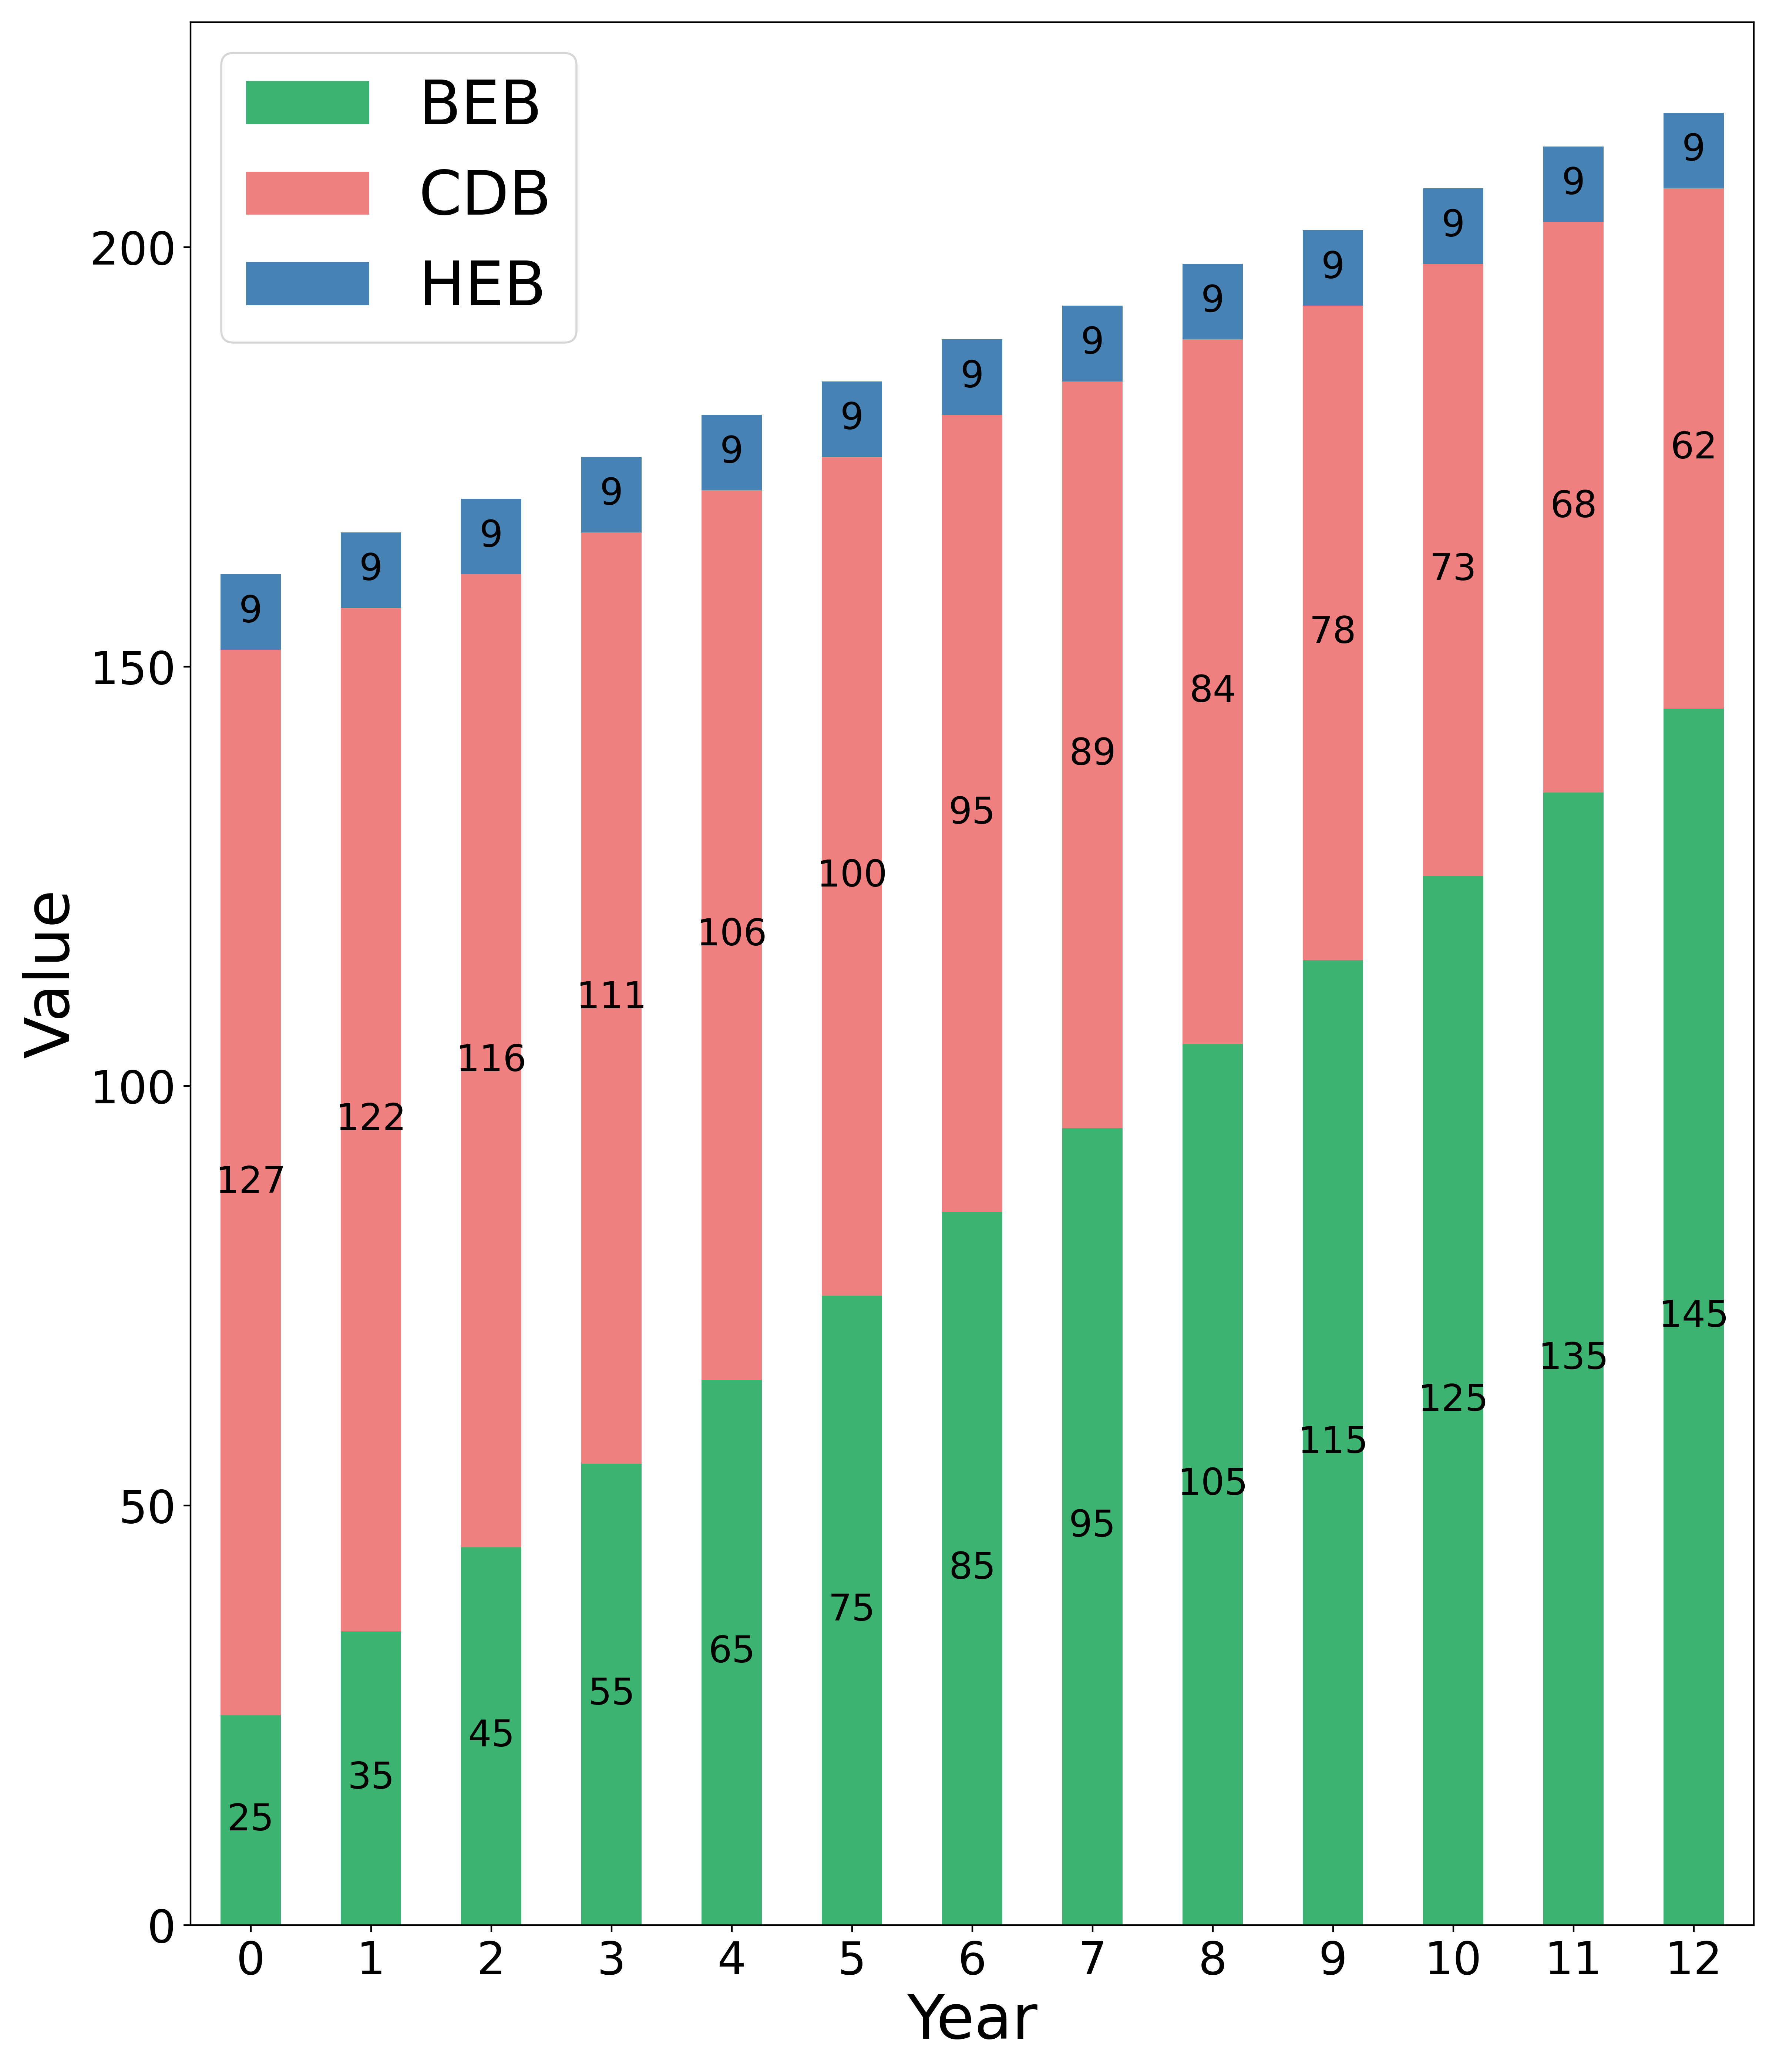 BEB
CDB
HEB
Value
200
150
100
50
0
9 9 9 9 9 9 9 9 9 9 9 9 9
127 122 116 111 106 100 95 89 84 78 73 68 62
25 35 45 55 65 75 85 95 105 115 125 135 145
0 1 2 3 4 5 6 7 8 9 10 11 12
Year